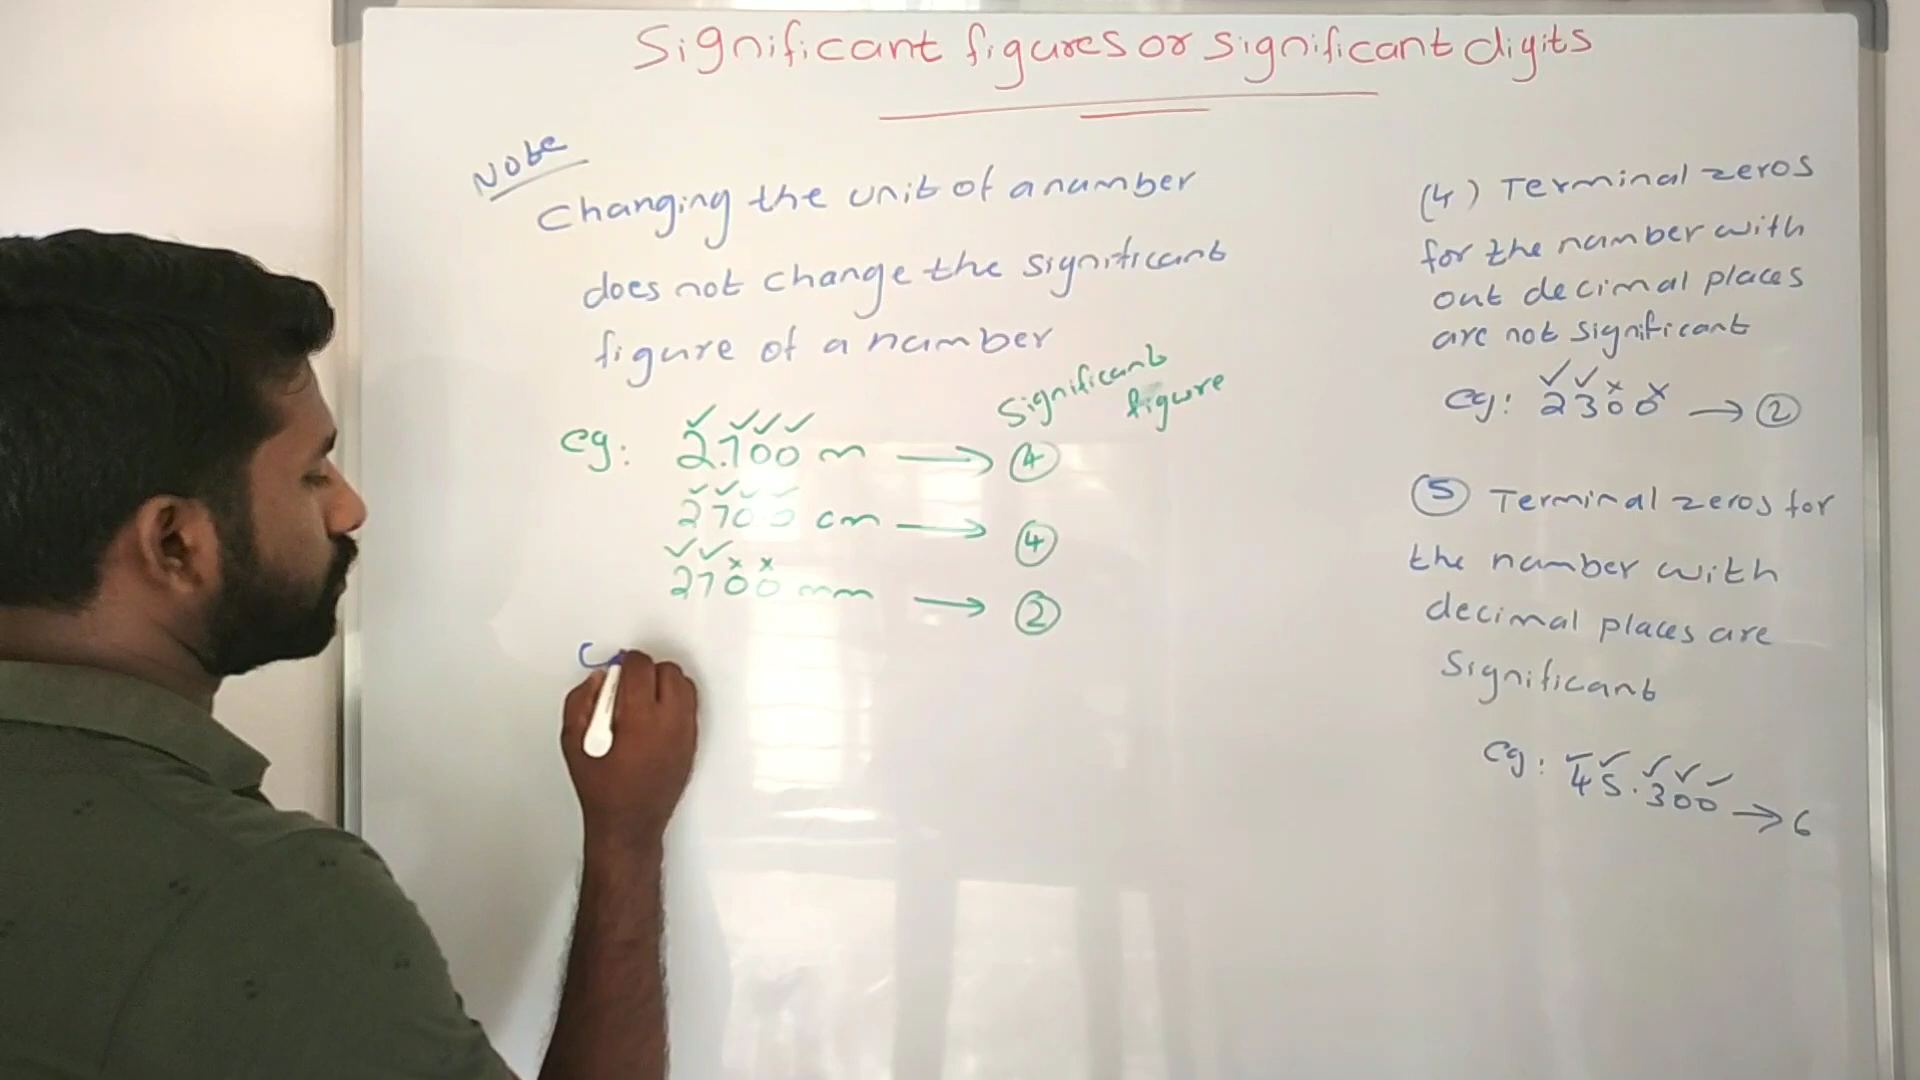 Significant figures or significant digits
Note
Changing the unit of a number
does not change the significant
figure of a number
Significant
figure
eg: 2.700 m → 4
2700 cm → 4
2700 mm → 2
(4) Terminal zeros
for the number with
out decimal places
are not significant
eg: 2300 → 2
5 Terminal zeros for
the number with
decimal places are
significant
eg: 45.300 → 6